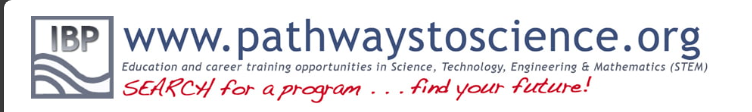 IBP
www.pathwaystoscience.org
Education and career training opportunities in Science, Technology, Engineering & Mathematics (STEM)
SEARCH for a program . . . find your future!